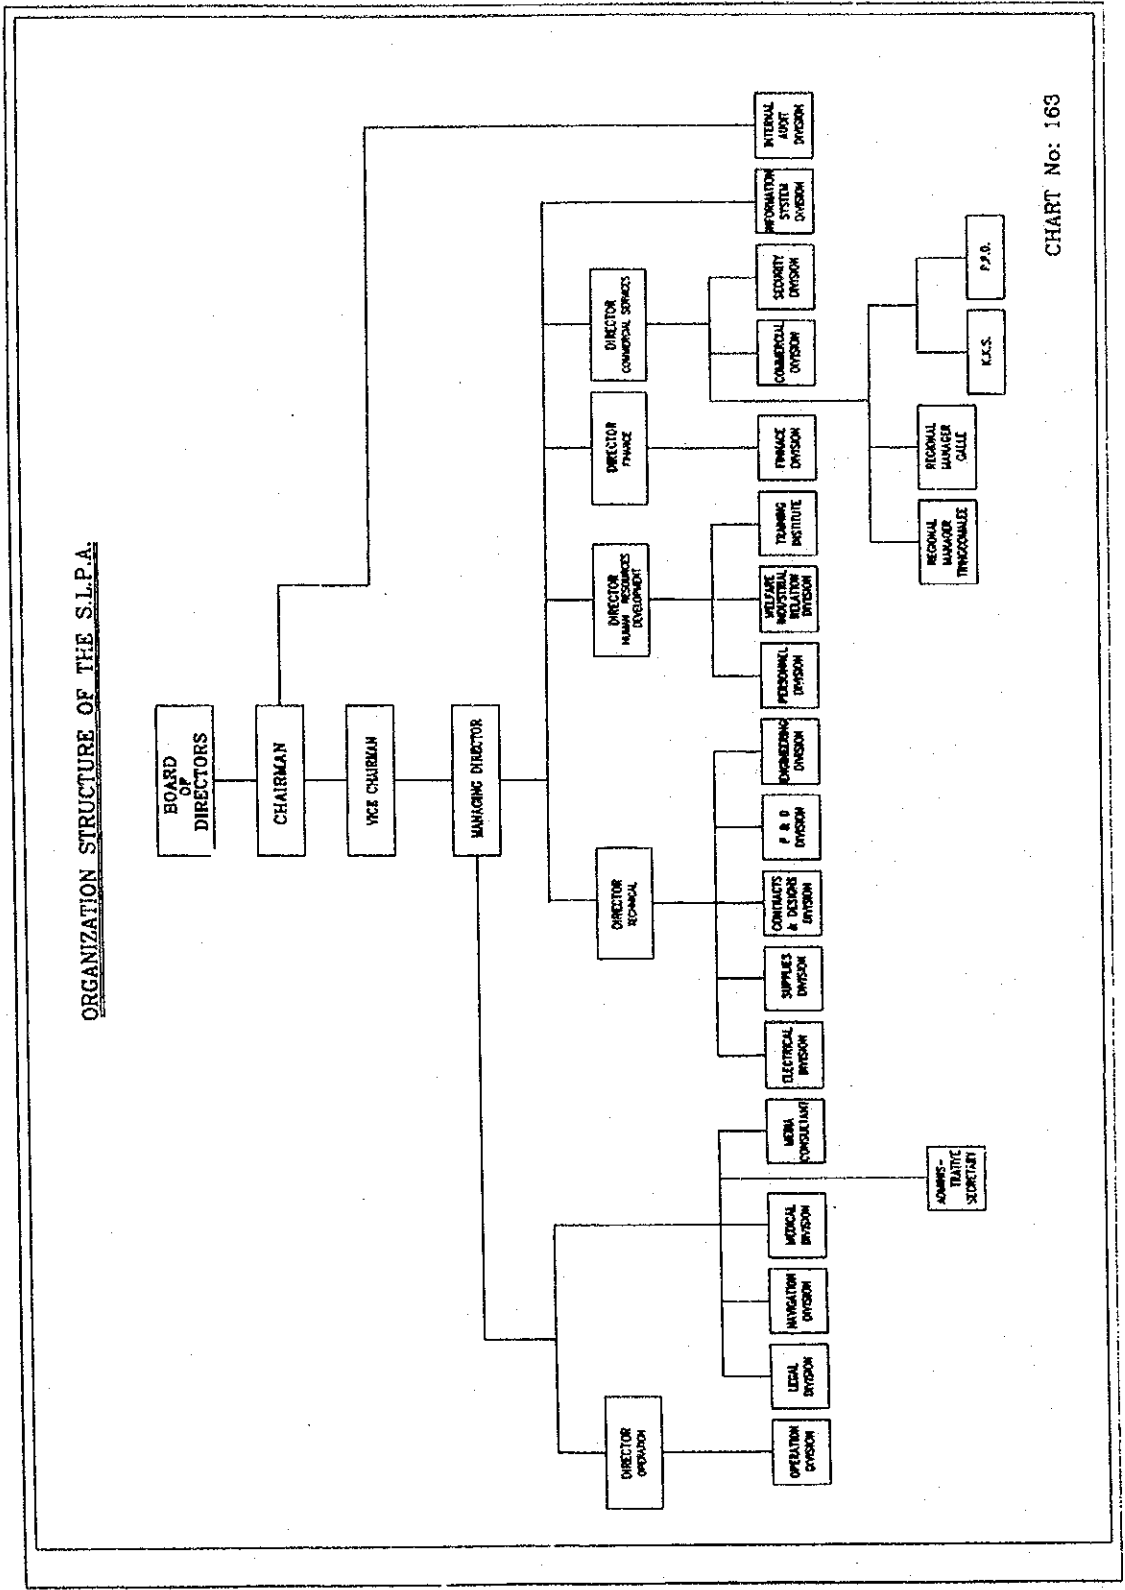 ORGANIZATION STRUCTURE OF THE S.L.P.A.
BOARD
OF
DIRECTORS
CHAIRMAN
VICE CHAIRMAN
MANAGING DIRECTOR
DIRECTOR
OPERATION
DIRECTOR
TECHNICAL
DIRECTOR
HUMAN RESOURCES
DEVELOPMENT
DIRECTOR
FINANCE
DIRECTOR
COMMERCIAL SERVICES
OPERATION
DIVISION
LEGAL
DIVISION
NAVIGATION
DIVISION
MEDICAL
DIVISION
MEDIA
CONSULTANT
ELECTRICAL
DIVISION
SUPPLIES
DIVISION
CONTRACTS
& DESIGNS
DIVISION
P & D
DIVISION
ENGINEERING
DIVISION
PERSONNEL
DIVISION
WELFARE
INDUSTRIAL
RELATION
DIVISION
TRAINING
INSTITUTE
FINNACE
DIVISION
COMMERCIAL
DIVISION
SECURITY
DIVISION
INFORMATION
SYSTEM
DIVISION
INTERNAL
AUDIT
DIVISION
ADMINIS-
TRATIVE
SECRETARY
REGIONAL
MANAGER
TRINGCOMALEE
REGIONAL
MANAGER
GALLE
K.K.S.
P.P.D.
CHART No: 163